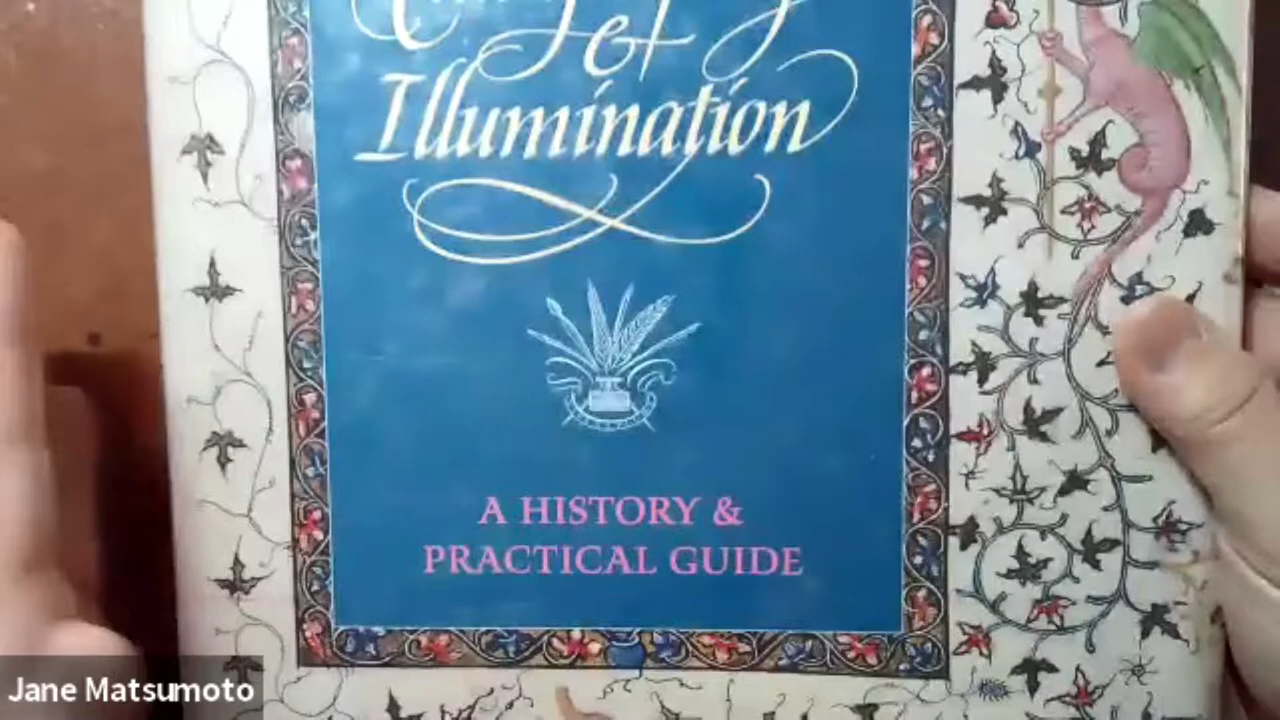 &
Illumination
A HISTORY &
PRACTICAL GUIDE
Jane Matsumoto